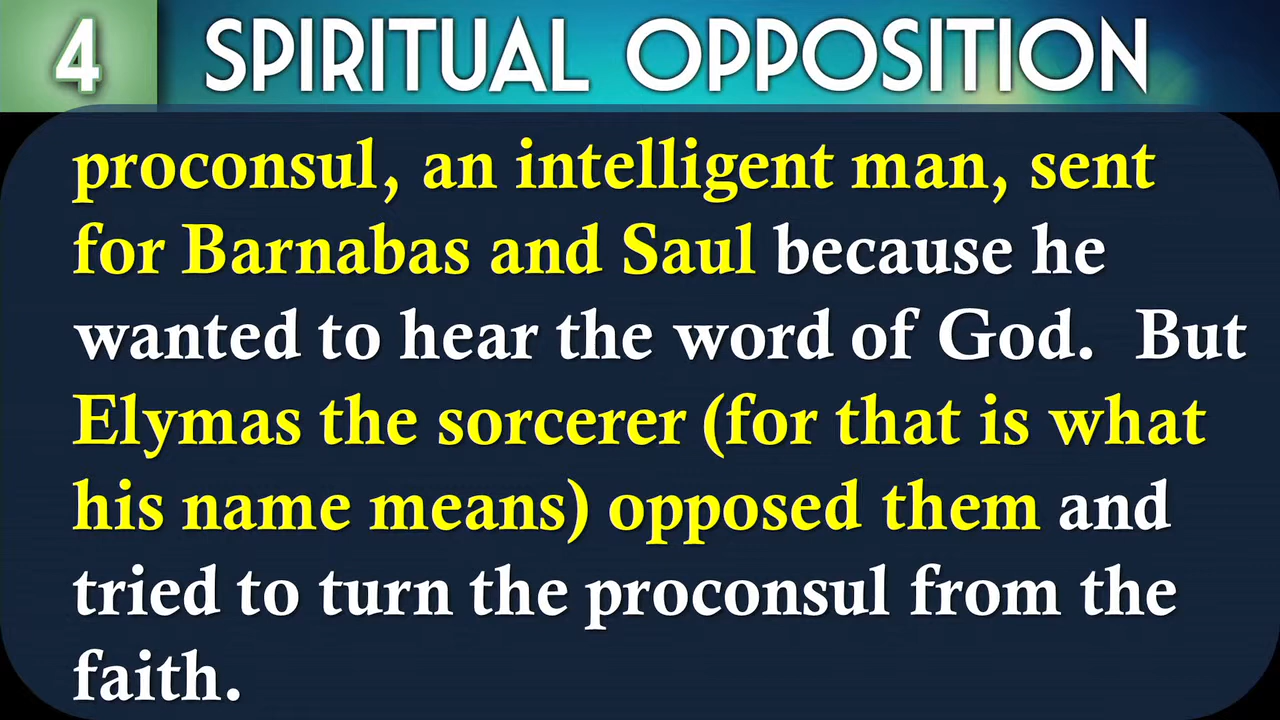 4 SPIRITUAL OPPOSITION
proconsul, an intelligent man, sent
for Barnabas and Saul because he
wanted to hear the word of God. But
Elymas the sorcerer (for that is what
his name means) opposed them and
tried to turn the proconsul from the
faith.